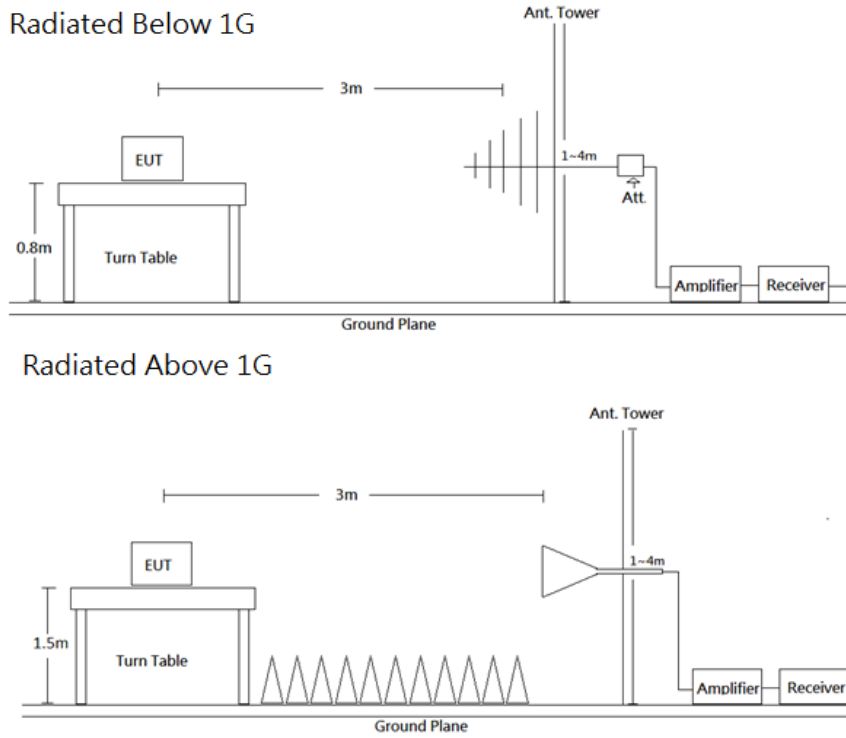 Radiated Below 1G
Ant. Tower
3m
EUT
1~4m
Att.
0.8m
Turn Table
Amplifier
Receiver
Ground Plane
Radiated Above 1G
Ant. Tower
3m
EUT
1~4m
1.5m
Turn Table
Amplifier
Receiver
Ground Plane